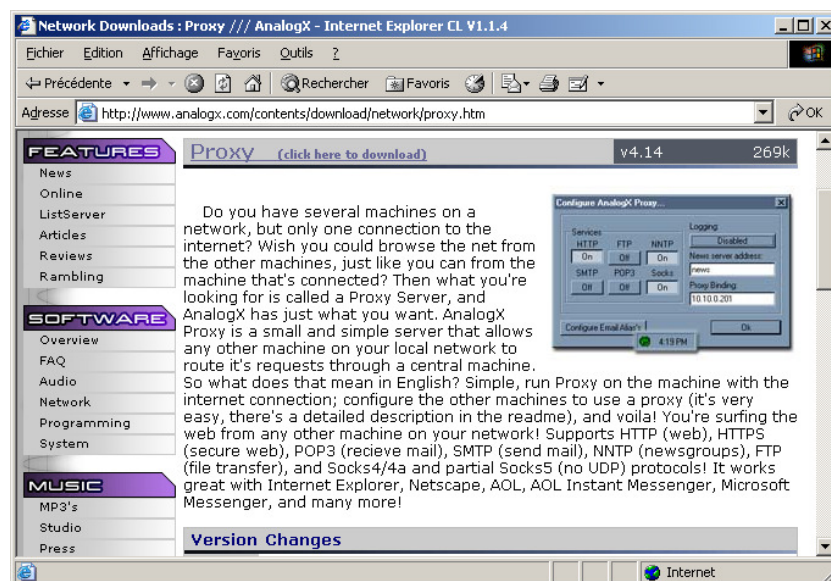 Network Downloads : Proxy /// AnalogX - Internet Explorer CL V1.1.4
Fichier Edition Affichage Favoris Outils ?
Précédente Rechercher Favoris
Adresse http://www.analogx.com/contents/download/network/proxy.htm OK
FEATURES
News
Online
ListServer
Articles
Reviews
Rambling
SOFTWARE
Overview
FAQ
Audio
Network
Programming
System
MUSIC
MP3's
Studio
Press
Proxy (click here to download) v4.14 269k
Do you have several machines on a
network, but only one connection to the
internet? Wish you could browse the net from
the other machines, just like you can from the
machine that's connected? Then what you're
looking for is called a Proxy Server, and
AnalogX has just what you want. AnalogX
Proxy is a small and simple server that allows
any other machine on your local network to
route it's requests through a central machine.
So what does that mean in English? Simple, run Proxy on the machine with the
internet connection; configure the other machines to use a proxy (it's very
easy, there's a detailed description in the readme), and voila! You're surfing the
web from any other machine on your network! Supports HTTP (web), HTTPS
(secure web), POP3 (recieve mail), SMTP (send mail), NNTP (newsgroups), FTP
(file transfer), and Socks4/4a and partial Socks5 (no UDP) protocols! It works
great with Internet Explorer, Netscape, AOL, AOL Instant Messenger, Microsoft
Messenger, and many more!
Configure AnalogX Proxy...
Services
HTTP FTP NNTP
On Off On
SMTP POP3 Socks
Off Off On
Logging:
Disabled
News server address:
news
Proxy Binding:
10.10.0.201
Configure Email Alias's
Ok
4:19 PM
Version Changes
Internet